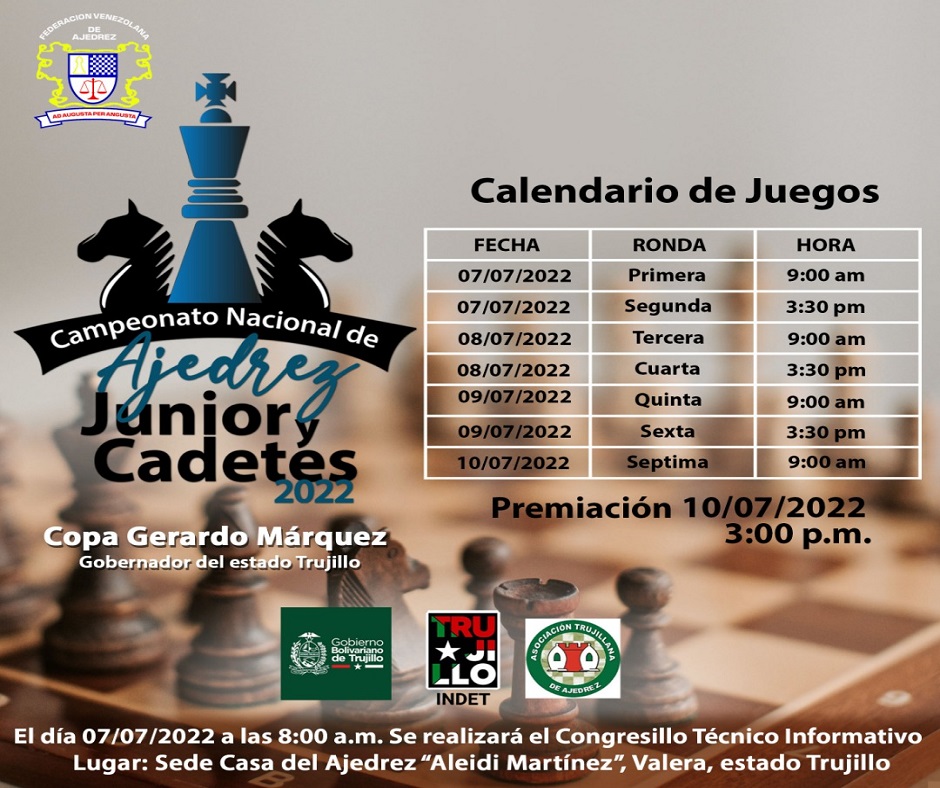 FEDERACION VENEZOLANA
DE
AJEDREZ
AD AUGUSTA PER ANGUSTA
Campeonato Nacional de
Ajedrez
Junior y
Cadetes
2022
Copa Gerardo Márquez
Gobernador del estado Trujillo
Calendario de Juegos
FECHA RONDA HORA
07/07/2022 Primera 9:00 am
07/07/2022 Segunda 3:30 pm
08/07/2022 Tercera 9:00 am
08/07/2022 Cuarta 3:30 pm
09/07/2022 Quinta 9:00 am
09/07/2022 Sexta 3:30 pm
10/07/2022 Septima 9:00 am
Premiación 10/07/2022
3:00 p.m.
Gobierno
Bolivariano
de Trujillo
TRU
JI
LLO
INDET
ASOCIACIÓN TRUJILLANA
DE AJEDREZ
El día 07/07/2022 a las 8:00 a.m. Se realizará el Congresillo Técnico Informativo
Lugar: Sede Casa del Ajedrez “Aleidi Martínez”, Valera, estado Trujillo